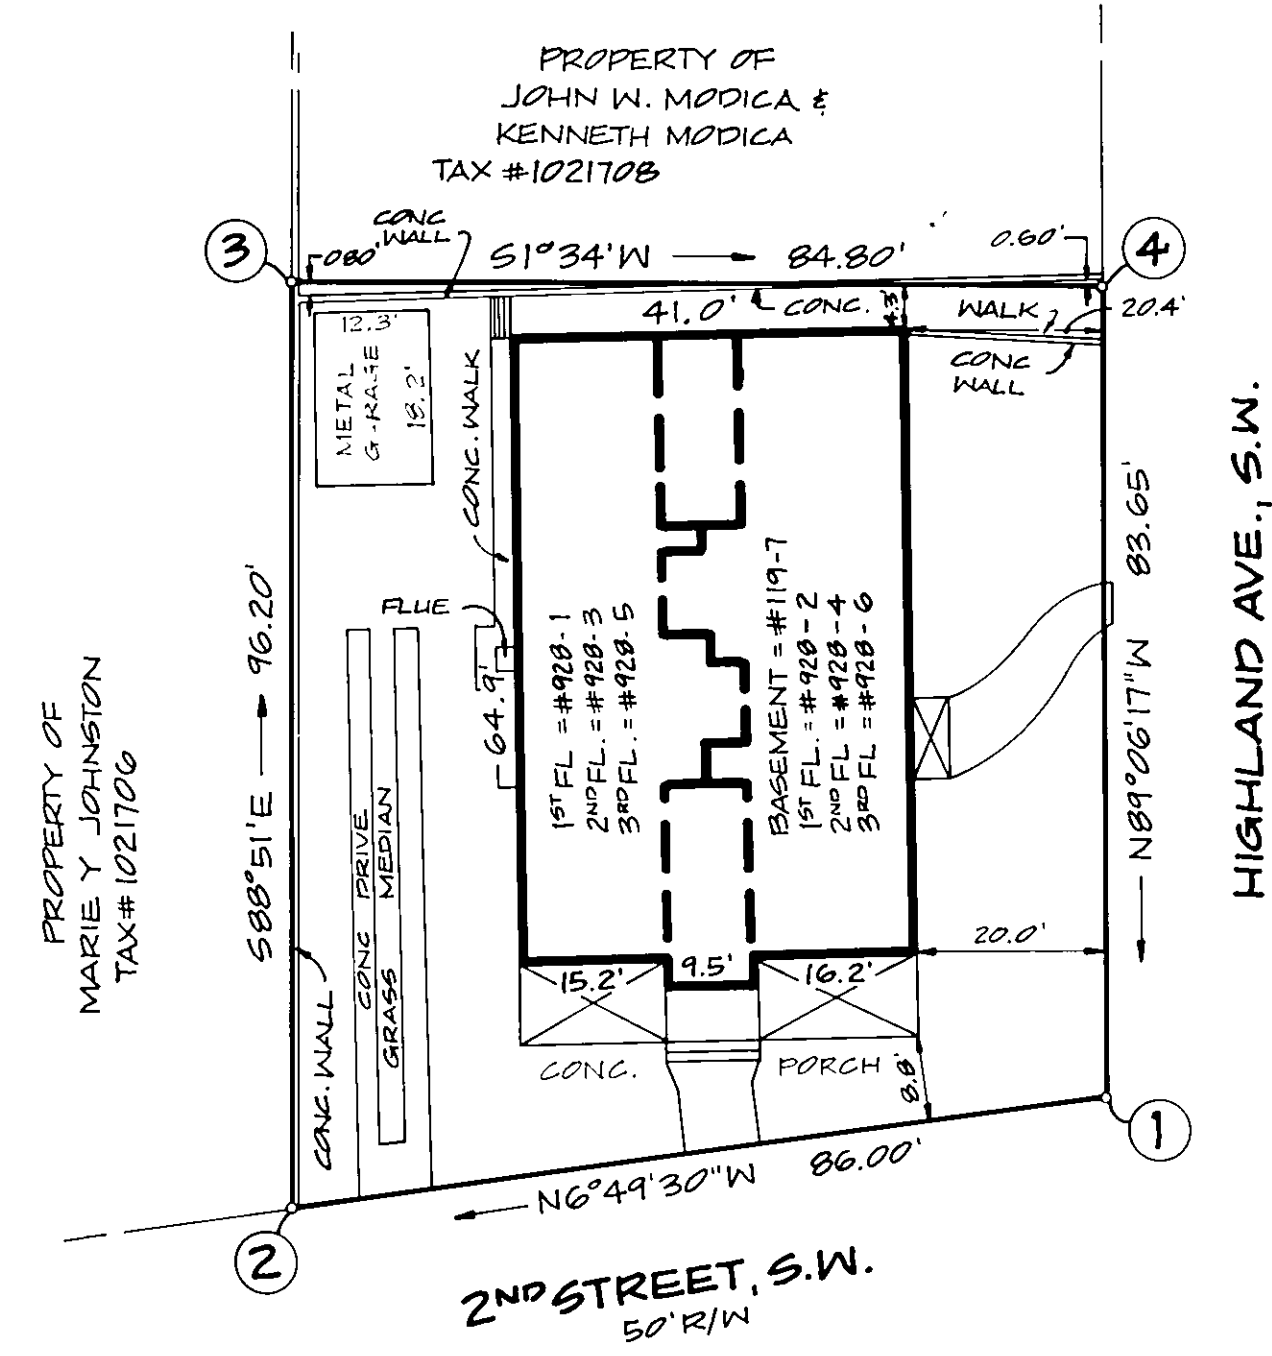 PROPERTY OF
JOHN W. MODICA &
KENNETH MODICA
TAX #1021708
3
0.80'
CONC
WALL
S1°34'W 84.80'
0.60'
4
41.0'
CONC.
4.3'
WALK
20.4'
CONC
WALL
12.3'
METAL
G-RAGE
18.2'
CONC. WALK
FLUE
64.9'
1ST FL = #928-1
2ND FL. = #928-3
3RD FL. = #928-5
BASEMENT = #119-7
1ST FL. = #928-2
2ND FL = #928-4
3RD FL = #928-6
83.65'
N89°06'17"W
HIGHLAND AVE., S.W.
S88°51'E 96.20'
PROPERTY OF
MARIE Y JOHNSTON
TAX#1021706
CONC. WALL
CONC DRIVE
GRASS MEDIAN
15.2'
9.5'
16.2'
20.0'
CONC. PORCH
8.8'
1
N6°49'30"W 86.00'
2
2ND STREET, S.W.
50' R/W